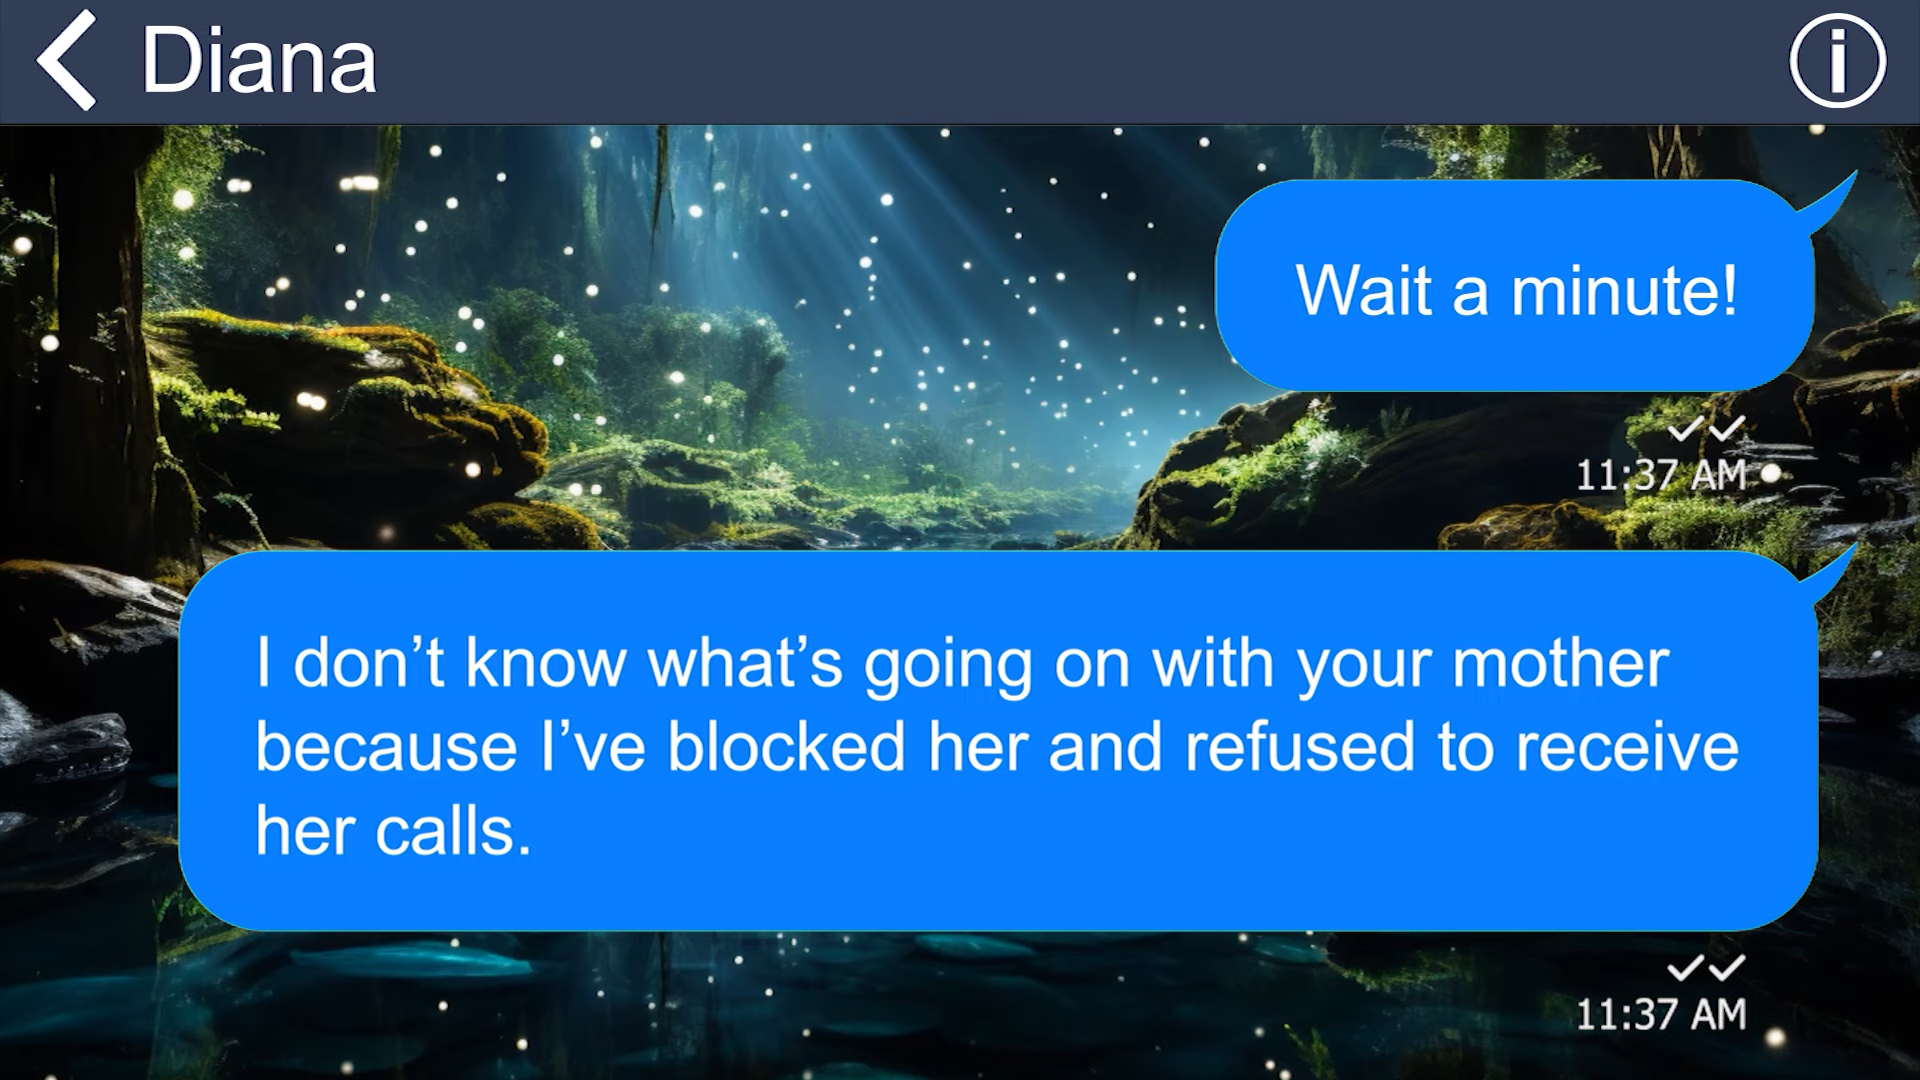 Diana
Wait a minute!
11:37 AM
I don’t know what’s going on with your mother
because I’ve blocked her and refused to receive
her calls.
11:37 AM